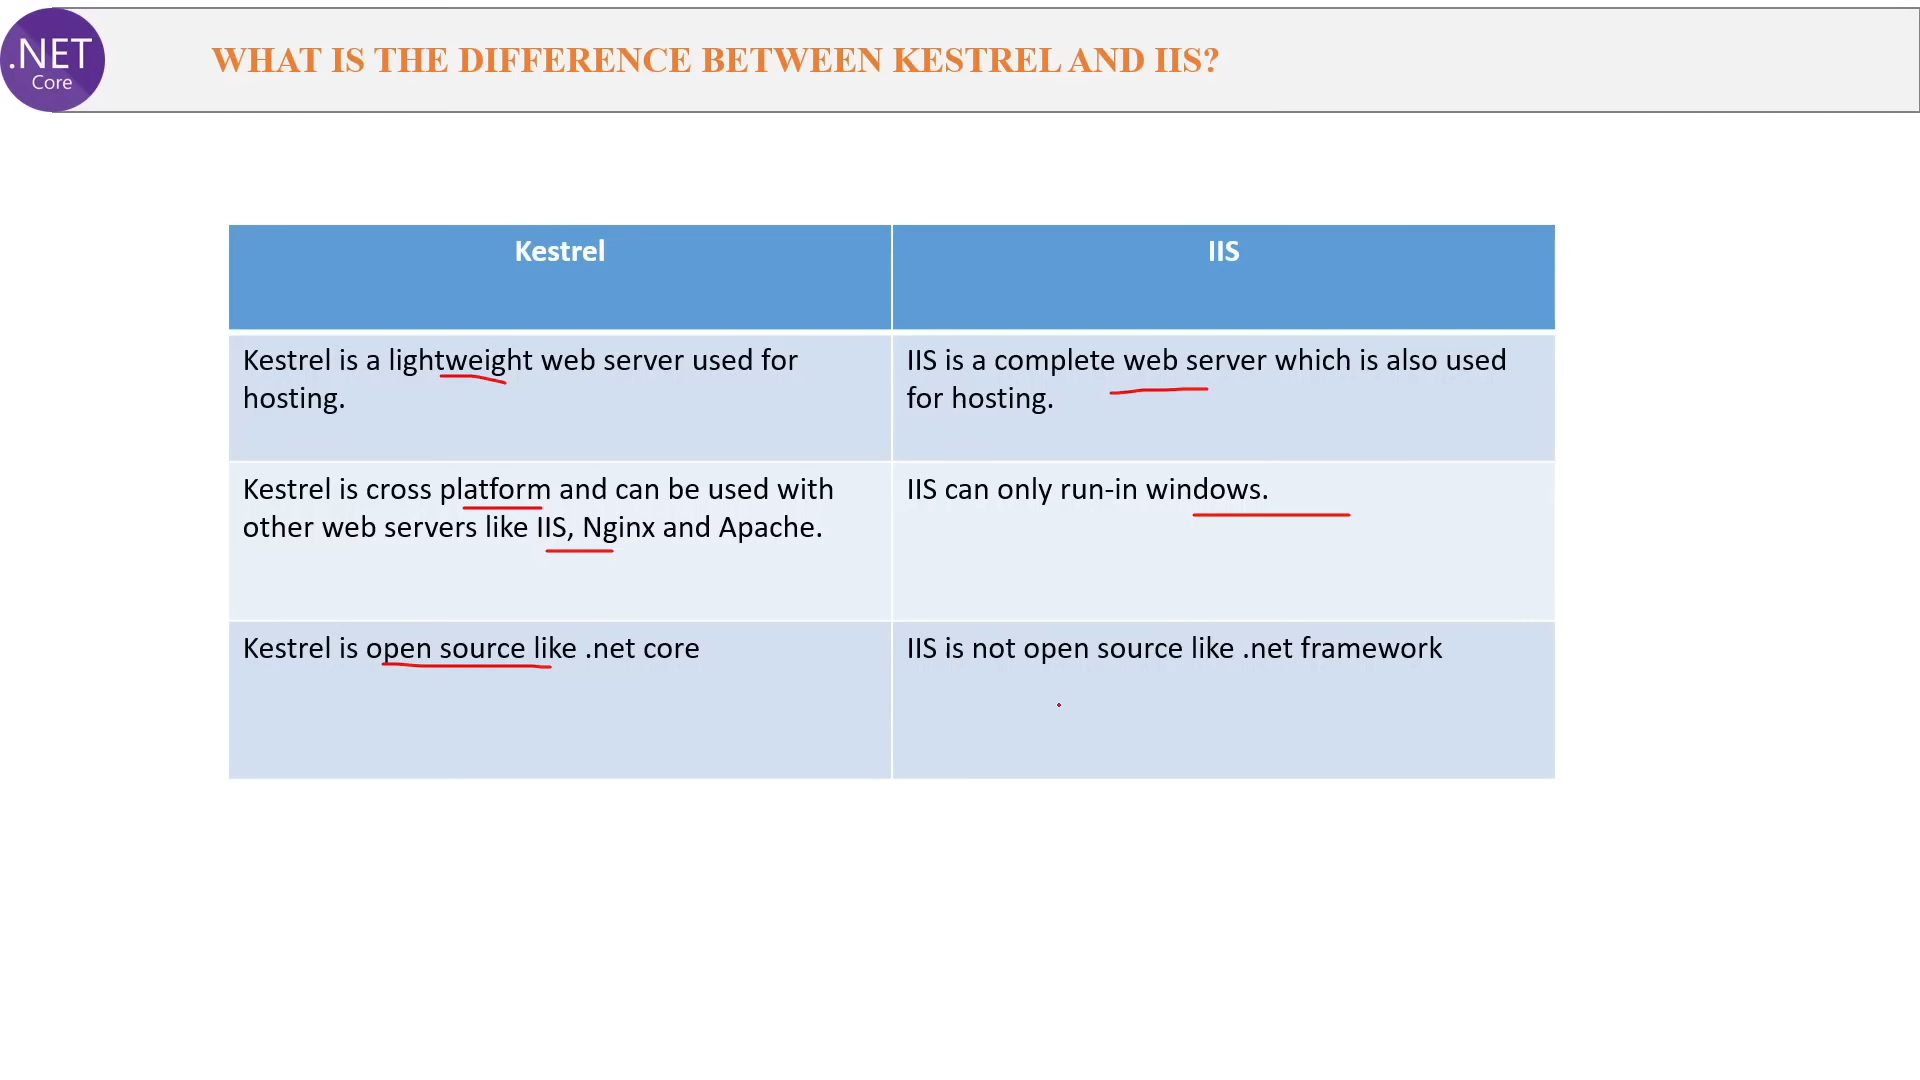 .NET
Core
WHAT IS THE DIFFERENCE BETWEEN KESTREL AND IIS?
Kestrel
IIS
Kestrel is a lightweight web server used for
hosting.
IIS is a complete web server which is also used
for hosting.
Kestrel is cross platform and can be used with
other web servers like IIS, Nginx and Apache.
IIS can only run-in windows.
Kestrel is open source like .net core
IIS is not open source like .net framework